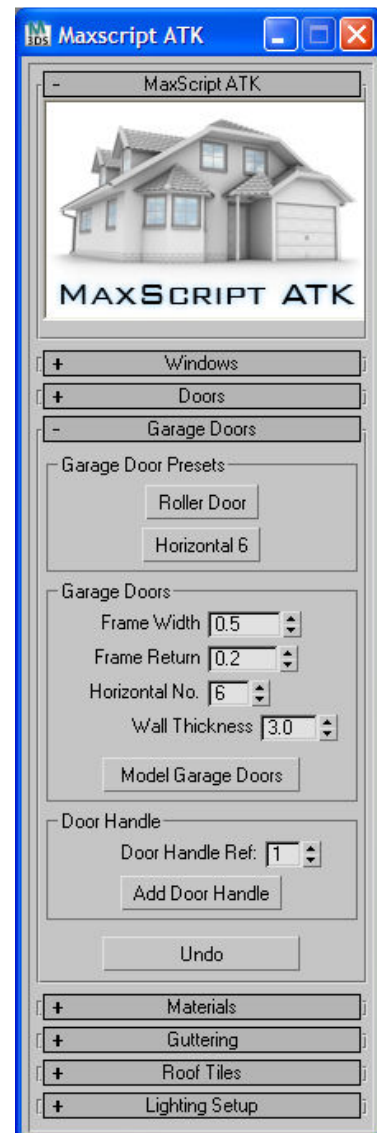 M
3DS Maxscript ATK
- MaxScript ATK
MAXSCRIPT ATK
+ Windows
+ Doors
- Garage Doors
Garage Door Presets
Roller Door
Horizontal 6
Garage Doors
Frame Width 0.5
Frame Return 0.2
Horizontal No. 6
Wall Thickness 3.0
Model Garage Doors
Door Handle
Door Handle Ref: 1
Add Door Handle
Undo
+ Materials
+ Guttering
+ Roof Tiles
+ Lighting Setup